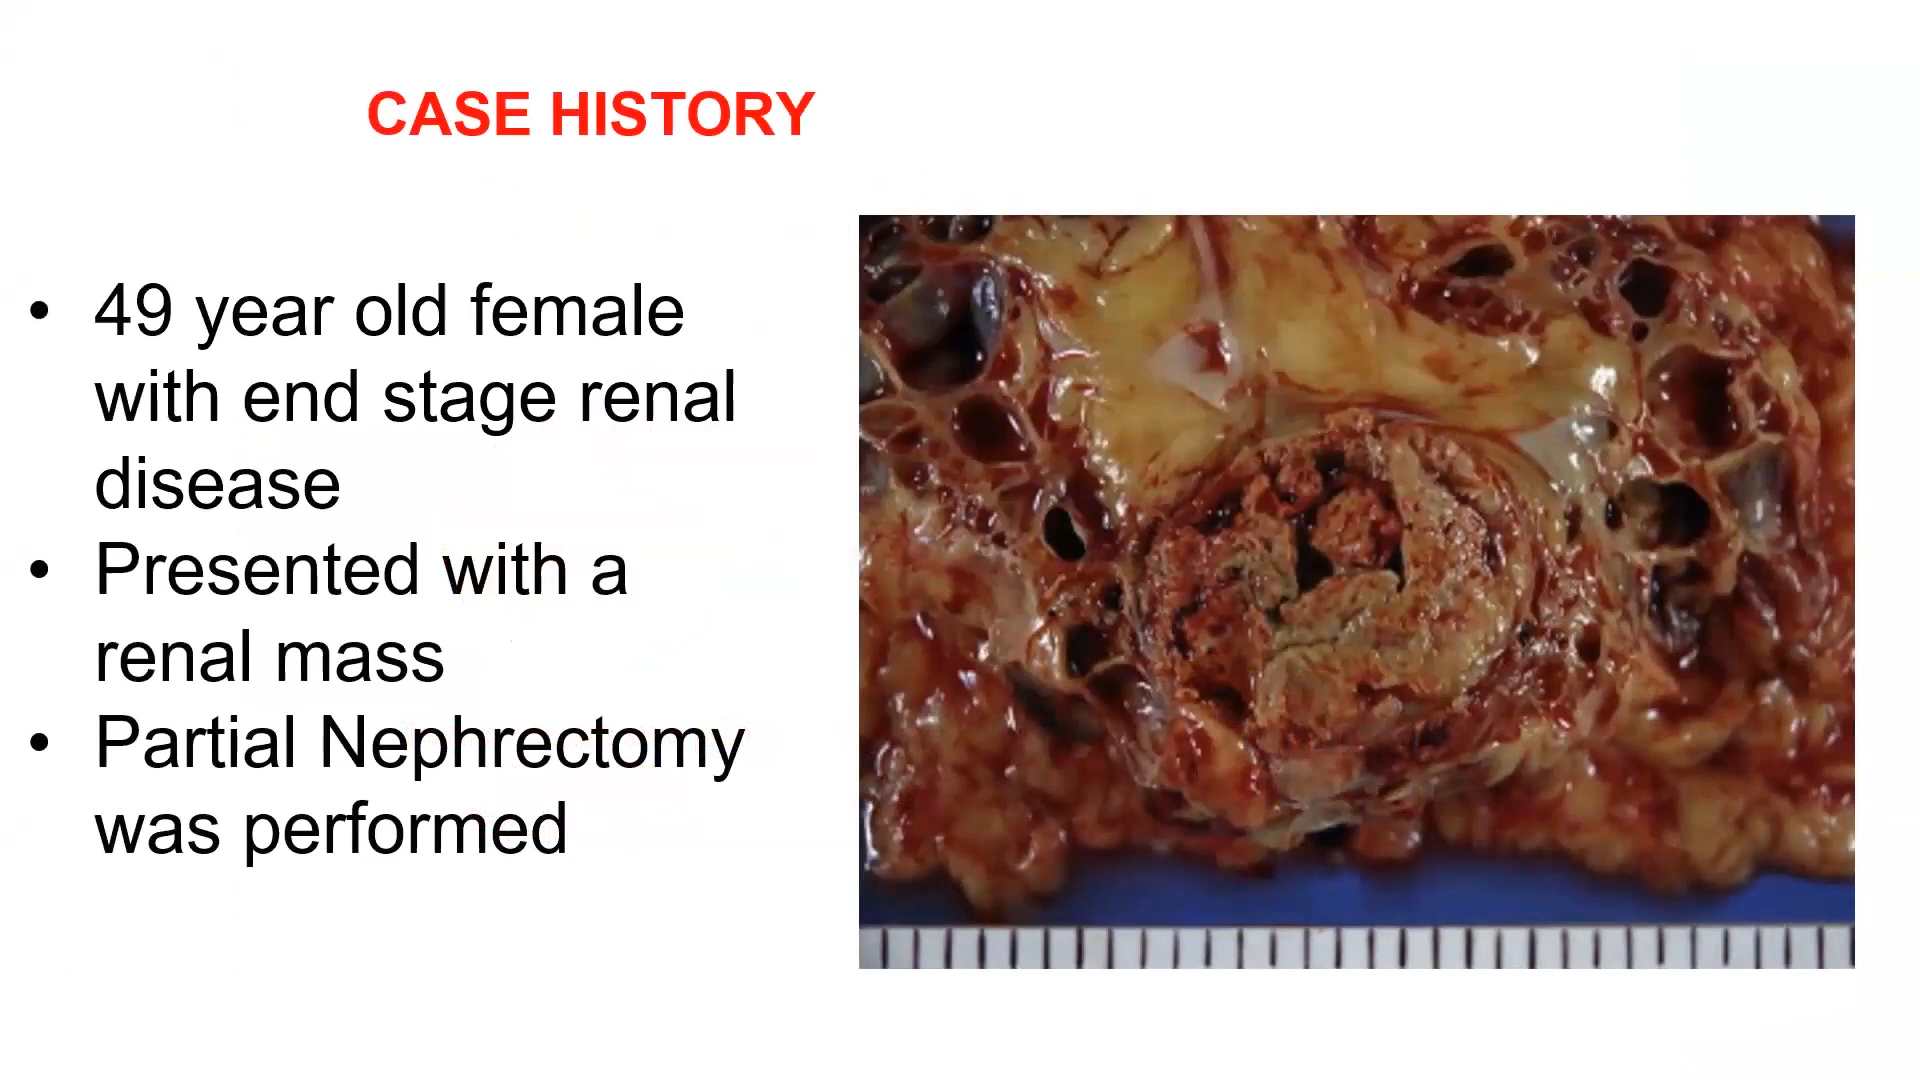 CASE HISTORY
• 49 year old female
with end stage renal
disease
• Presented with a
renal mass
• Partial Nephrectomy
was performed